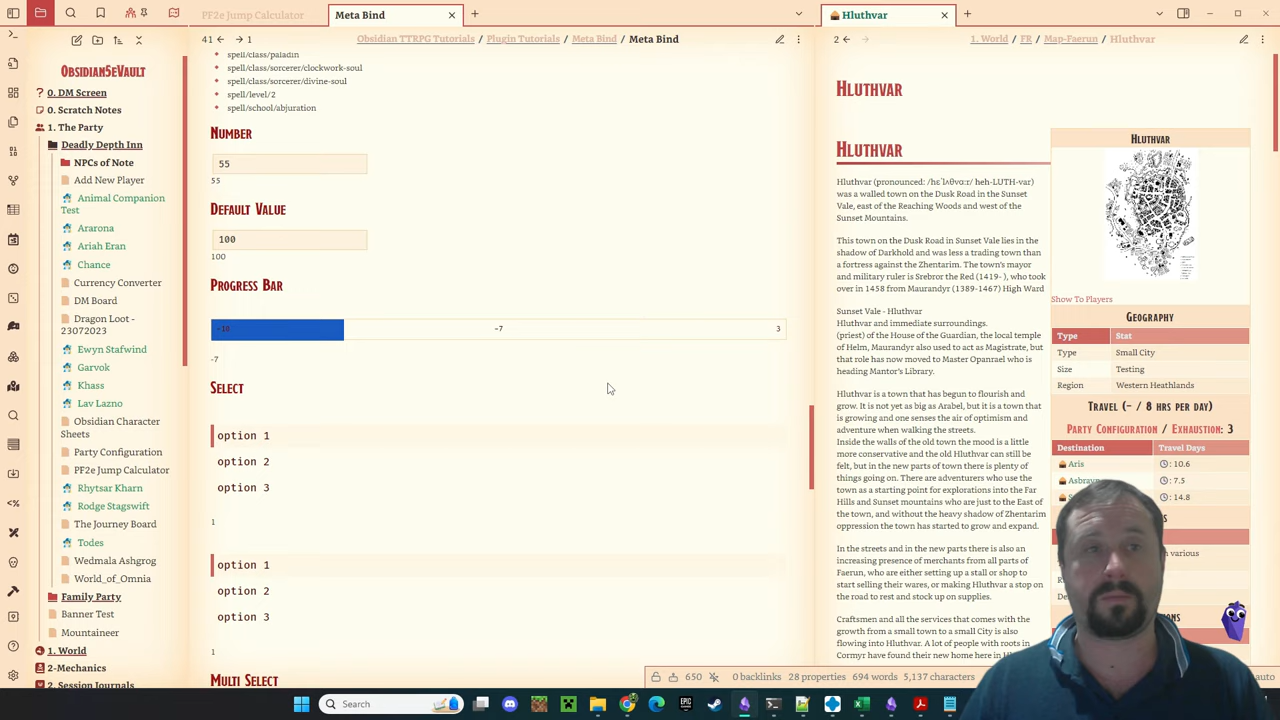 PF2e Jump Calculator
Meta Bind
Hluthvar
41
1
Obsidian TTRPG Tutorials / Plugin Tutorials / Meta Bind / Meta Bind
2
1. World / FR / Map-Faerun / Hluthvar
Obsidian5eVault
0. DM Screen
0. Scratch Notes
1. The Party
Deadly Depth Inn
NPCs of Note
Add New Player
Animal Companion
Test
Ararona
Ariah Eran
Chance
Currency Converter
DM Board
Dragon Loot -
23072023
Ewyn Stafwind
Garvok
Khass
Lav Lazno
Obsidian Character
Sheets
Party Configuration
PF2e Jump Calculator
Rhytsar Kharn
Rodge Stagswift
The Journey Board
Todes
Wedmala Ashgrog
World_of_Omnia
Family Party
Banner Test
Mountaineer
1. World
2-Mechanics
2. Session Journals
spell/class/paladin
spell/class/sorcerer/clockwork-soul
spell/class/sorcerer/divine-soul
spell/level/2
spell/school/abjuration
Number
55
55
Default Value
100
100
Progress Bar
-7
3
-7
Select
option 1
option 2
option 3
1
option 1
option 2
option 3
1
Multi Select
Hluthvar
Hluthvar
Hluthvar (pronounced: /hɛˈlʌθvɑːr/ heh-LUTH-var)
was a walled town on the Dusk Road in the Sunset
Vale, east of the Reaching Woods and west of the
Sunset Mountains.
This town on the Dusk Road in Sunset Vale lies in the
shadow of Darkhold and was less a trading town than
a fortress against the Zhentarim. The town's mayor
and military ruler is Srebror the Red (1419- ), who took
over in 1458 from Maurandyr (1389-1467) High Ward
Sunset Vale - Hluthvar
Hluthvar and immediate surroundings.
(priest) of the House of the Guardian, the local temple
of Helm, Maurandyr also used to act as Magistrate, but
that role has now moved to Master Opanrael who is
heading Mantor's Library.
Hluthvar is a town that has begun to flourish and
grow. It is not yet as big as Arabel, but it is a town that
is growing and one senses the air of optimism and
adventure when walking the streets.
Inside the walls of the old town the mood is a little
more conservative and the old Hluthvar can still be
felt, but in the new parts of town there is plenty of
things going on. There are adventurers who use the
town as a starting point for explorations into the Far
Hills and Sunset mountains who are just to the East of
the town, and without the heavy shadow of Zhentarim
oppression the town has started to grow and expand.
In the streets and in the new parts there is also an
increasing presence of merchants from all parts of
Faerun, who are either setting up a stall or shop to
start selling their wares, or making Hluthvar a stop on
the road to rest and stock up on supplies.
Craftsmen and all the services that comes with the
growth from a small town to a small City is also
flowing into Hluthvar. A lot of people with roots in
Cormyr have found their new home here in
Hluthvar
Show To Players
Geography
Type Stat
Type Small City
Size Testing
Region Western Heathlands
Travel (- / 8 hrs per day)
Party Configuration / Exhaustion: 3
Destination Travel Days
Aris : 10.6
: 7.5
: 14.8
various
650
0 backlinks
28 properties
694 words
5,137 characters
Search